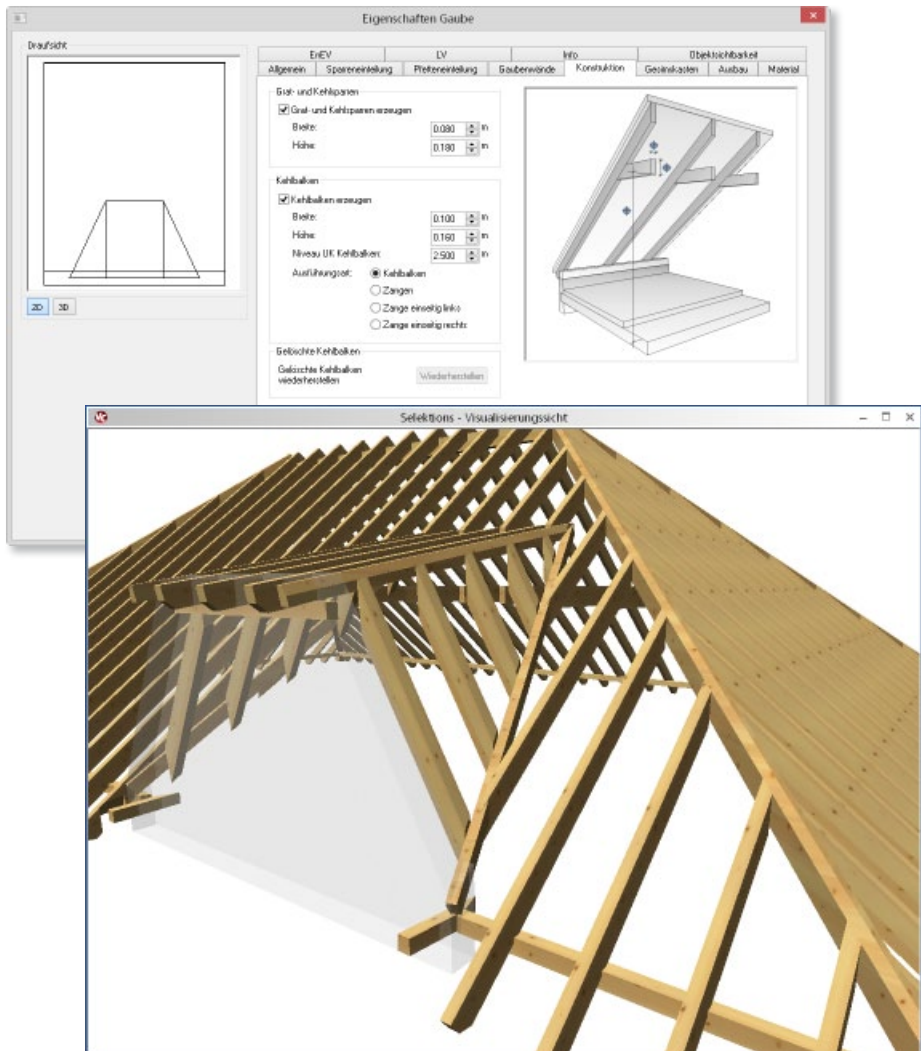 Eigenschaften Gaube
Draufsicht
EnEV LV Info Objektsichtbarkeit
Allgemein Sparreneinteilung Pfetteneinteilung Gaubenwände Konstruktion Gesimskasten Ausbau Material
Grat- und Kehlsparren
Grat- und Kehlsparren erzeugen
Breite: 0.080 m
Höhe: 0.180 m
Kehlbalken
Kehlbalken erzeugen
Breite: 0.100 m
Höhe: 0.160 m
Niveau UK Kehlbalken: 2.500 m
Ausführungsart: Kehlbalken
Zangen
Zange einseitig links
Zange einseitig rechts
2D 3D
Gelöschte Kehlbalken
Gelöschte Kehlbalken
wiederherstellen
Wiederherstellen
Selektions - Visualisierungssicht